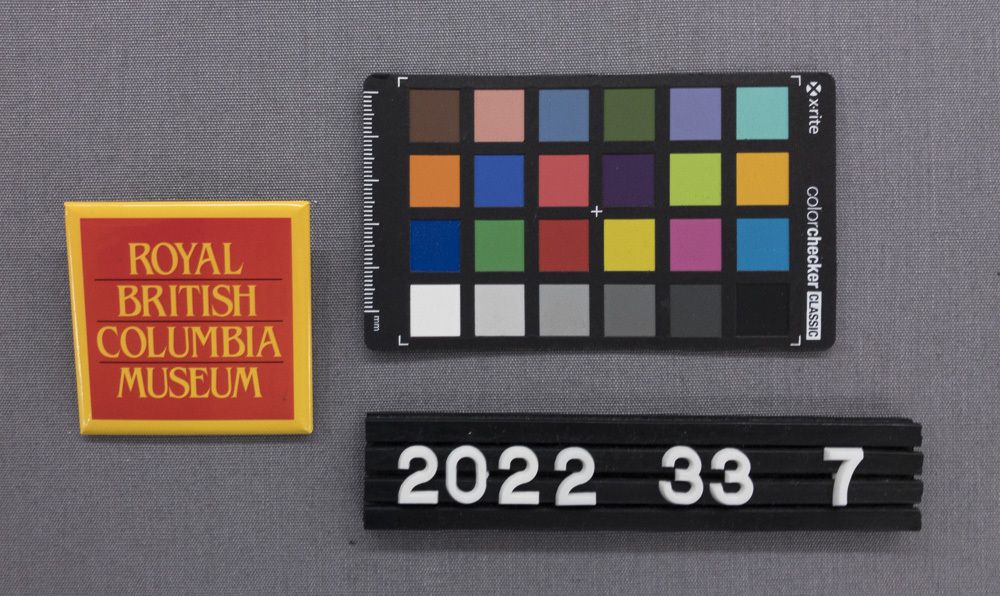 ROYAL
BRITISH
COLUMBIA
MUSEUM
x-rite
colorchecker CLASSIC
mm
2022 33 7